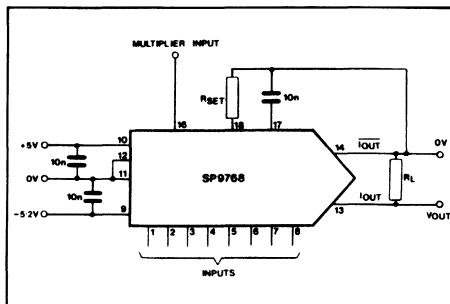 MULTIPLIER INPUT
RSET
10n
16
18
17
+5V
10
10n
12
0V
11
10n
-5·2V
9
SP9768
14
IOUT
0V
RL
13
IOUT
VOUT
1 2 3 4 5 6 7 8
INPUTS